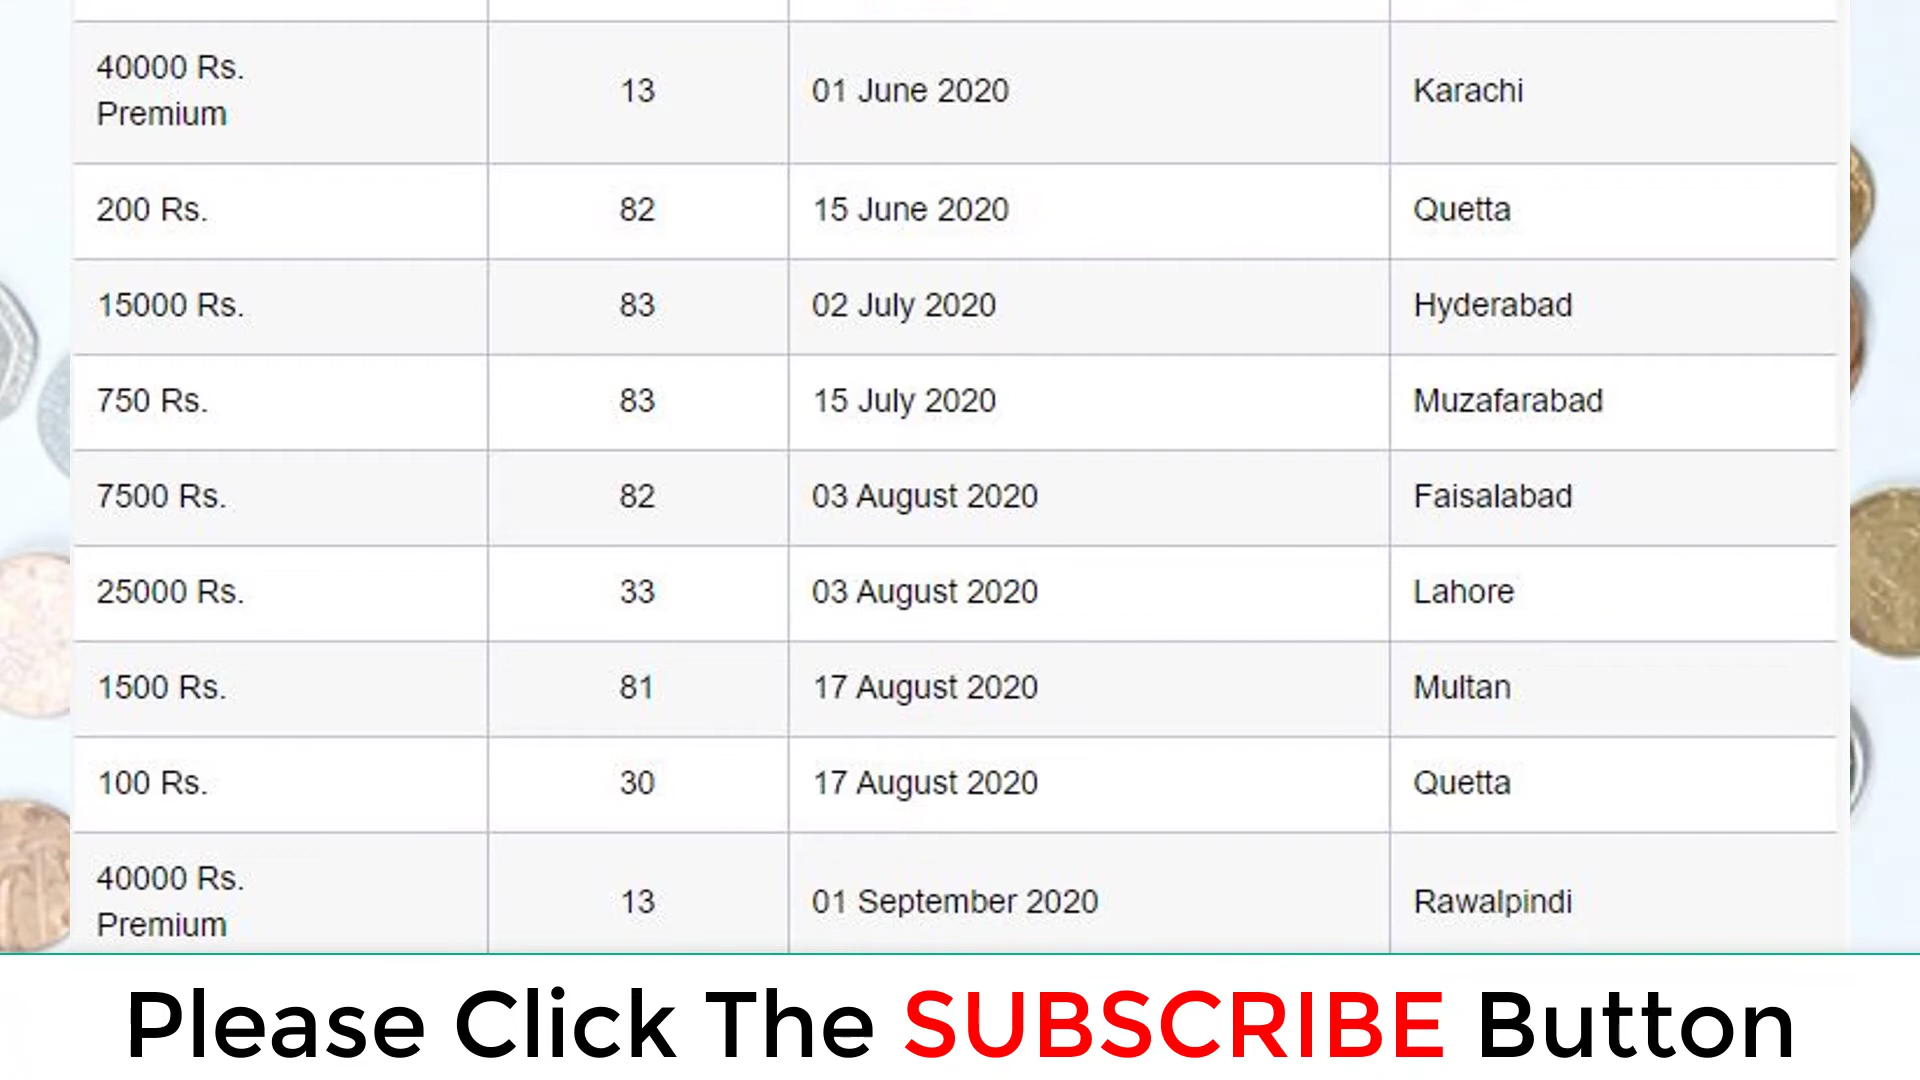 40000 Rs.
Premium 13 01 June 2020 Karachi
200 Rs. 82 15 June 2020 Quetta
15000 Rs. 83 02 July 2020 Hyderabad
750 Rs. 83 15 July 2020 Muzafarabad
7500 Rs. 82 03 August 2020 Faisalabad
25000 Rs. 33 03 August 2020 Lahore
1500 Rs. 81 17 August 2020 Multan
100 Rs. 30 17 August 2020 Quetta
40000 Rs.
Premium 13 01 September 2020 Rawalpindi
Please Click The SUBSCRIBE Button